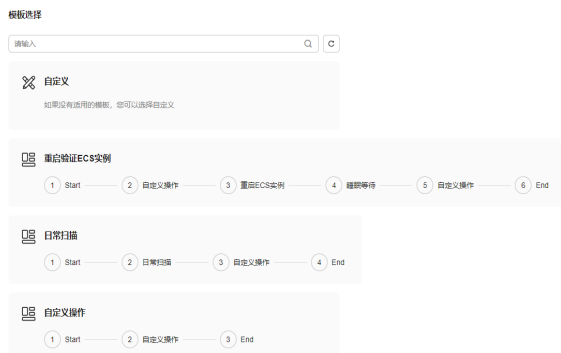 模板选择
请输入
自定义
如果没有适用的模板，您可以选择自定义
重启验证ECS实例
1 Start 2 自定义操作 3 重启ECS实例 4 睡眠等待 5 自定义操作 6 End
日常扫描
1 Start 2 日常扫描 3 自定义操作 4 End
自定义操作
1 Start 2 自定义操作 3 End